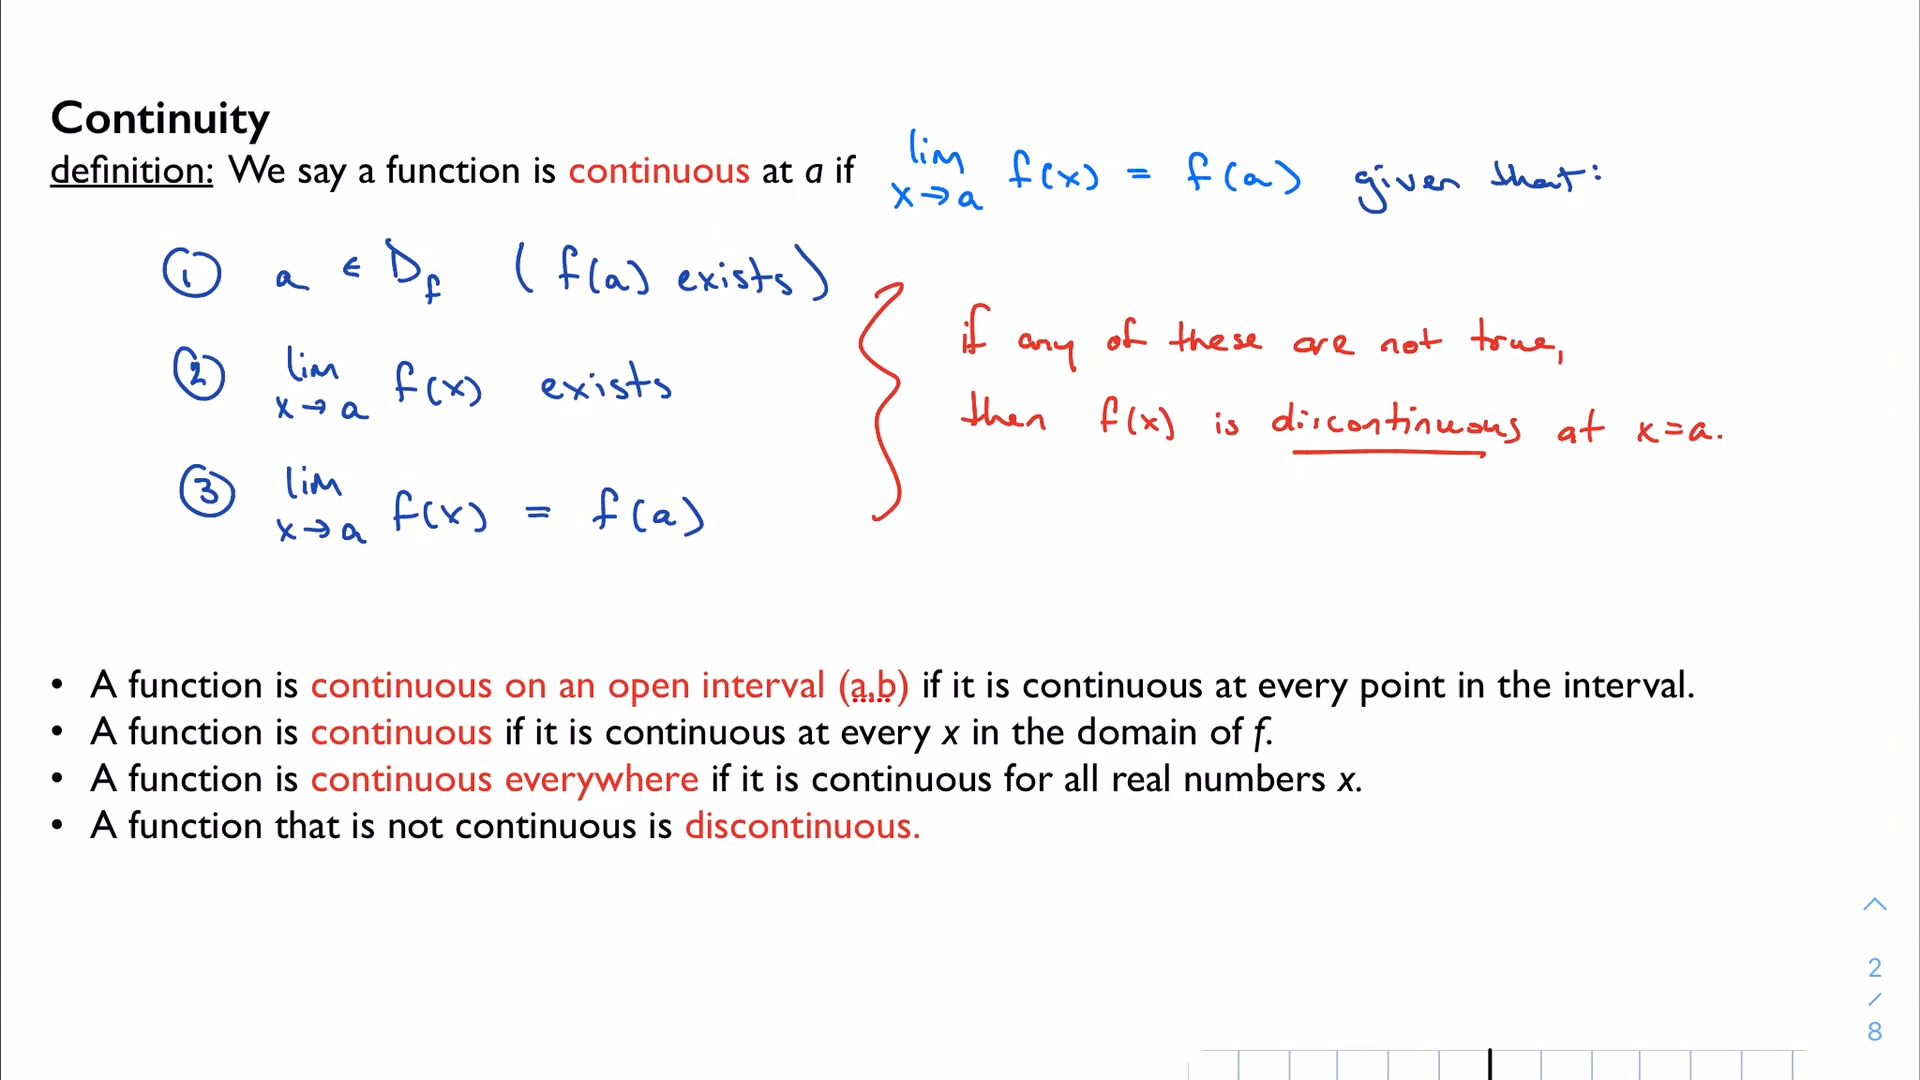 Continuity
definition: We say a function is continuous at a if lim x→a f(x) = f(a) given that:
① a ∈ D_f (f(a) exists)
② lim x→a f(x) exists
③ lim x→a f(x) = f(a)
if any of these are not true,
then f(x) is discontinuous at x=a.
• A function is continuous on an open interval (a,b) if it is continuous at every point in the interval.
• A function is continuous if it is continuous at every x in the domain of f.
• A function is continuous everywhere if it is continuous for all real numbers x.
• A function that is not continuous is discontinuous.
2
/
8